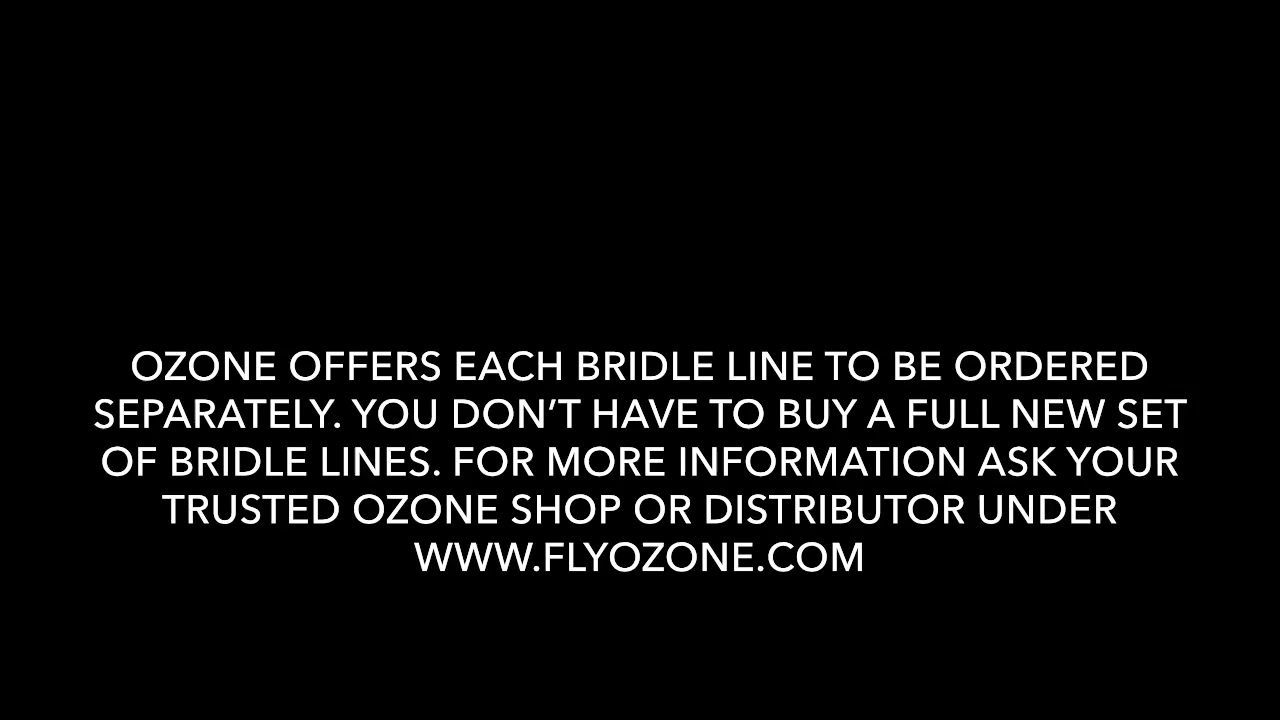 OZONE OFFERS EACH BRIDLE LINE TO BE ORDERED
SEPARATELY. YOU DON’T HAVE TO BUY A FULL NEW SET
OF BRIDLE LINES. FOR MORE INFORMATION ASK YOUR
TRUSTED OZONE SHOP OR DISTRIBUTOR UNDER
WWW.FLYOZONE.COM